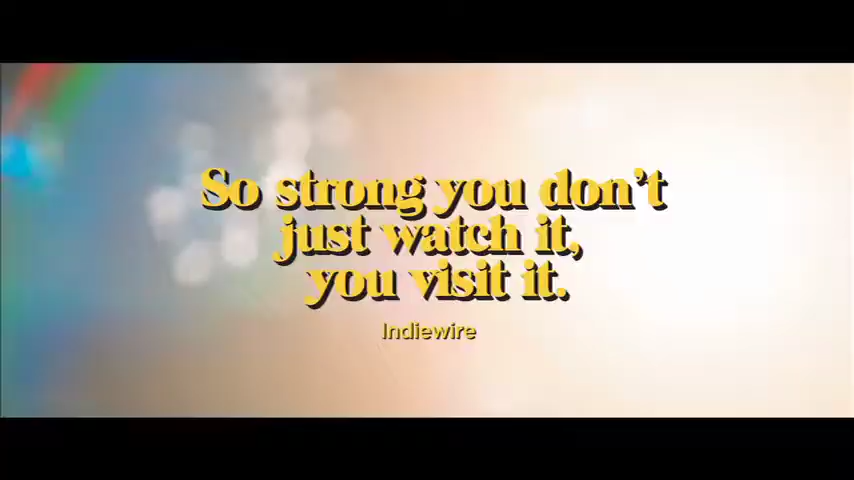 So strong you don't
just watch it,
you visit it.
Indiewire